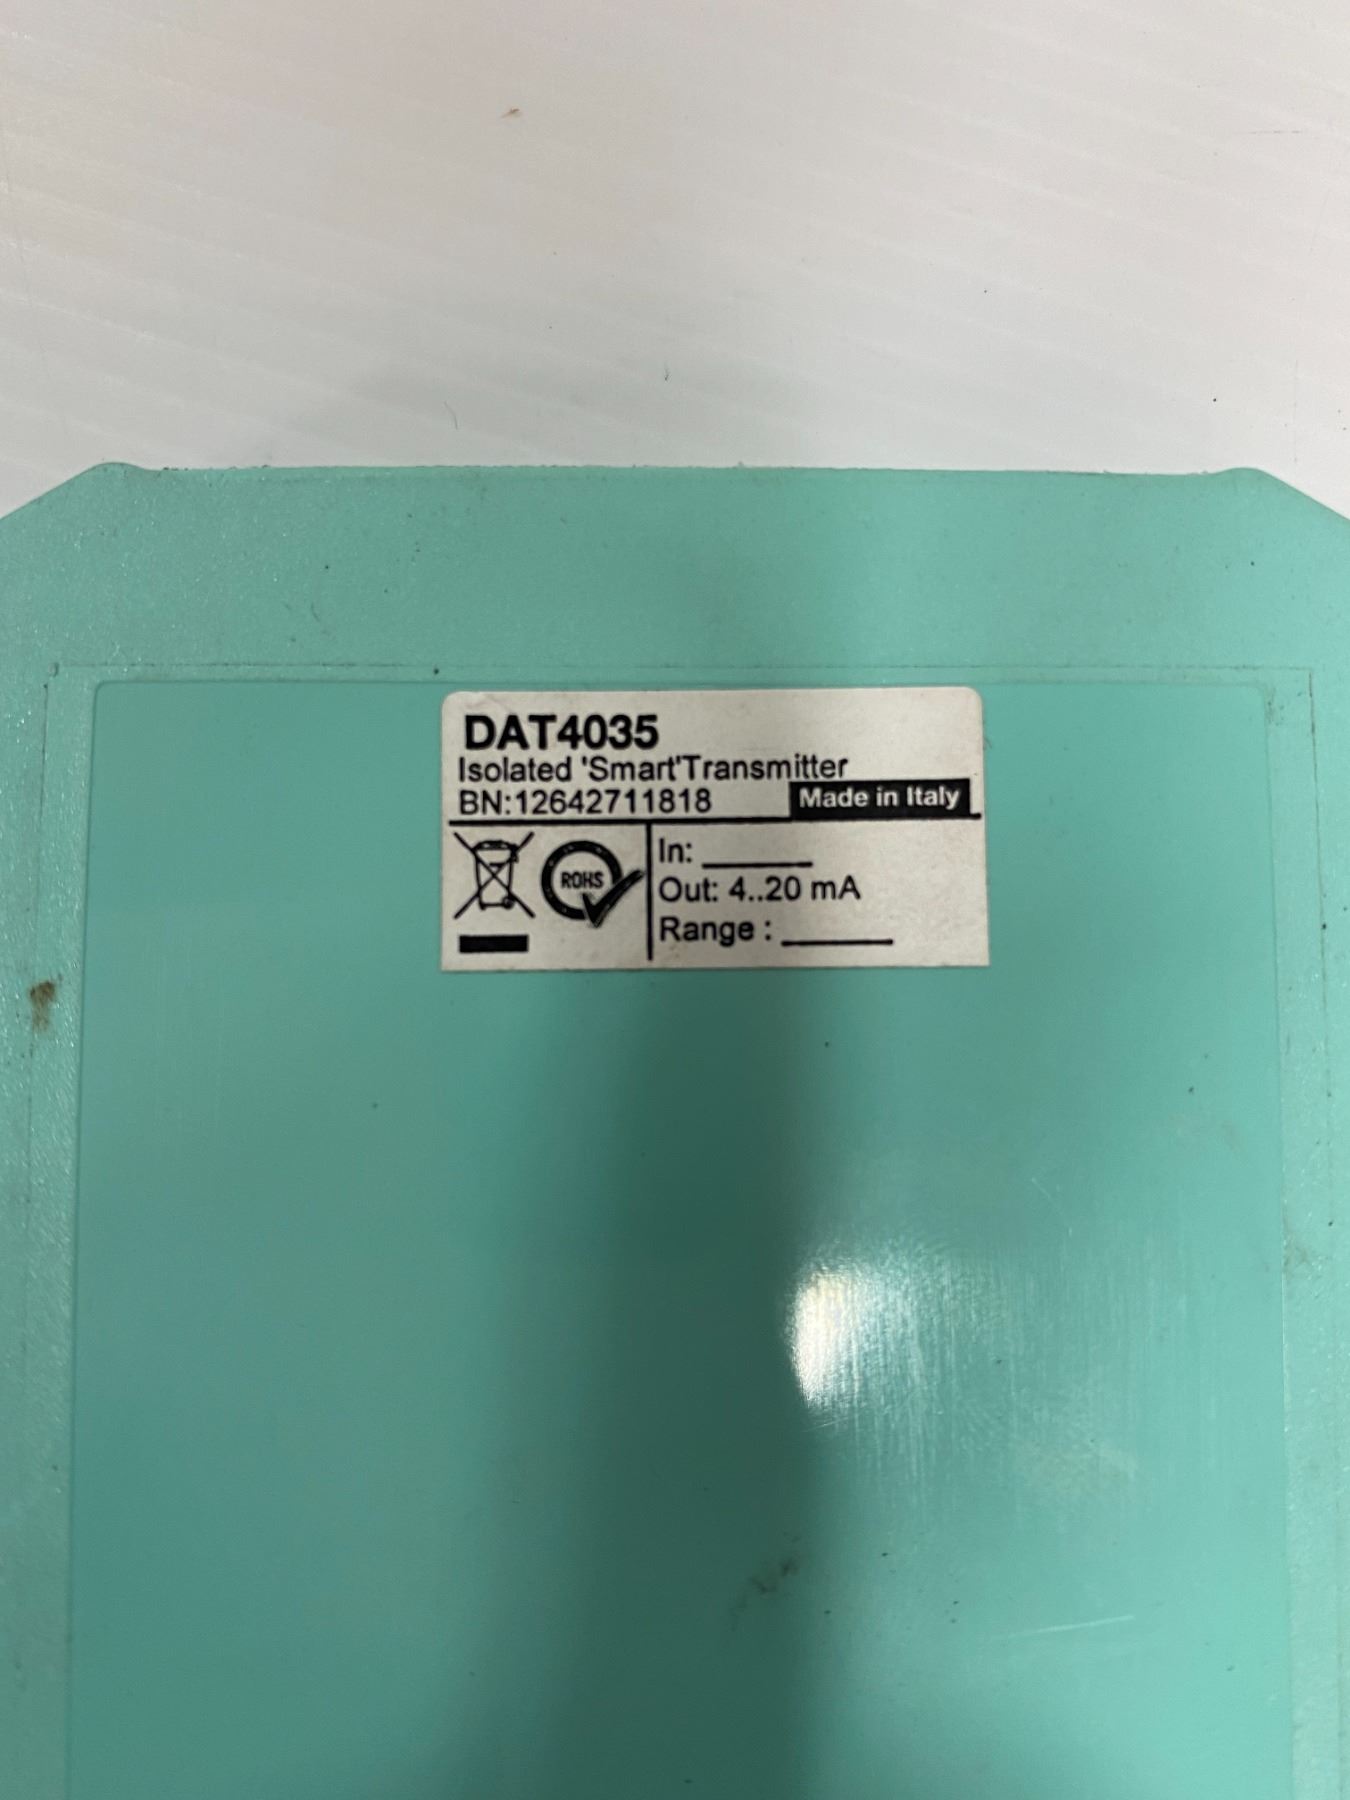 DAT4035
Isolated 'Smart'Transmitter
BN:12642711818 Made in Italy
ROHS
In: ______
Out: 4..20 mA
Range : ______